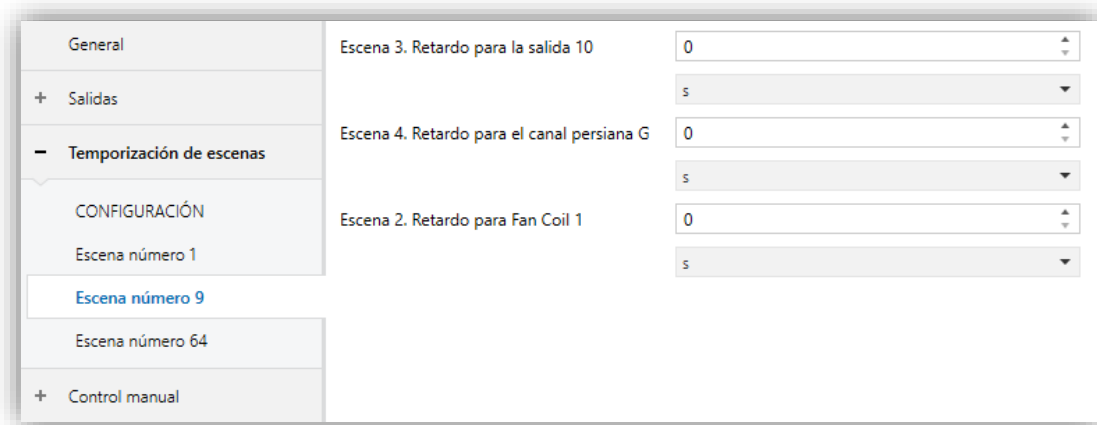 General
+ Salidas
− Temporización de escenas
CONFIGURACIÓN
Escena número 1
Escena número 9
Escena número 64
+ Control manual
Escena 3. Retardo para la salida 10
0
s
Escena 4. Retardo para el canal persiana G
0
s
Escena 2. Retardo para Fan Coil 1
0
s